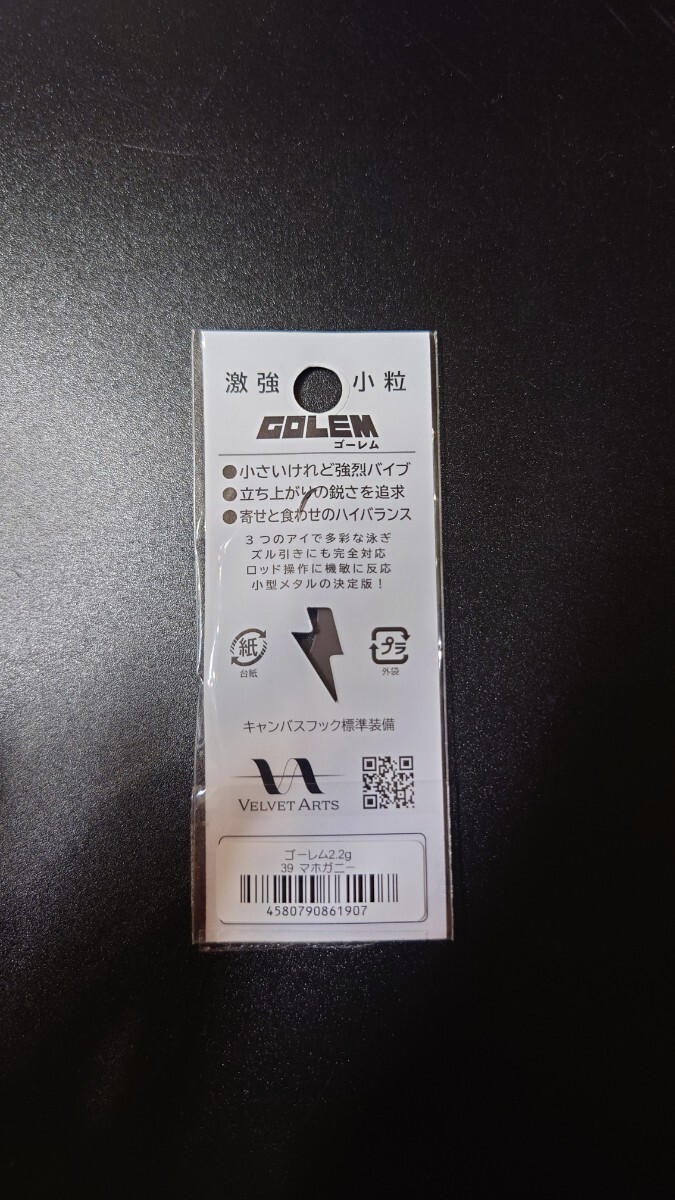 激強 小粒
GOLEM
ゴーレム
●小さいけれど強烈バイブ
●立ち上がりの鋭さを追求
●寄せと食わせのハイバランス
3つのアイで多彩な泳ぎ
ズル引きにも完全対応
ロッド操作に機敏に反応
小型メタルの決定版！
紙
台紙
プラ
外袋
キャンバスフック標準装備
VELVET ARTS
ゴーレム2.2g
39 マホガニー
4580790861907